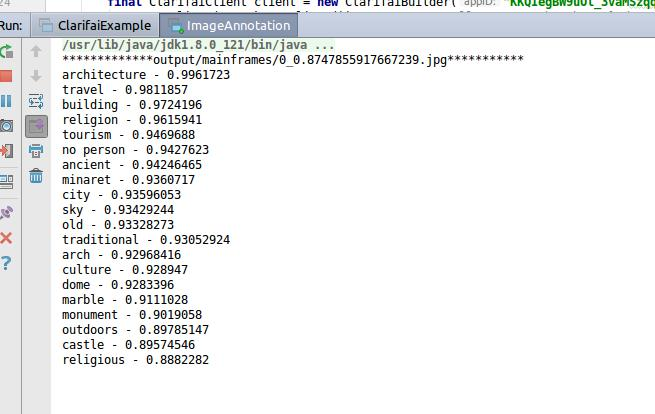 24 final ClarifaiClient client = new ClarifaiBuilder( appID:
Run: ClarifaiExample ImageAnnotation
/usr/lib/java/jdk1.8.0_121/bin/java ...
*************output/mainframes/0_0.8747855917667239.jpg***********
architecture - 0.9961723
travel - 0.9811857
building - 0.9724196
religion - 0.9615941
tourism - 0.9469688
no person - 0.9427623
ancient - 0.94246465
minaret - 0.9360717
city - 0.93596053
sky - 0.93429244
old - 0.93328273
traditional - 0.93052924
arch - 0.92968416
culture - 0.928947
dome - 0.9283396
marble - 0.9111028
monument - 0.9019058
outdoors - 0.89785147
castle - 0.89574546
religious - 0.8882282